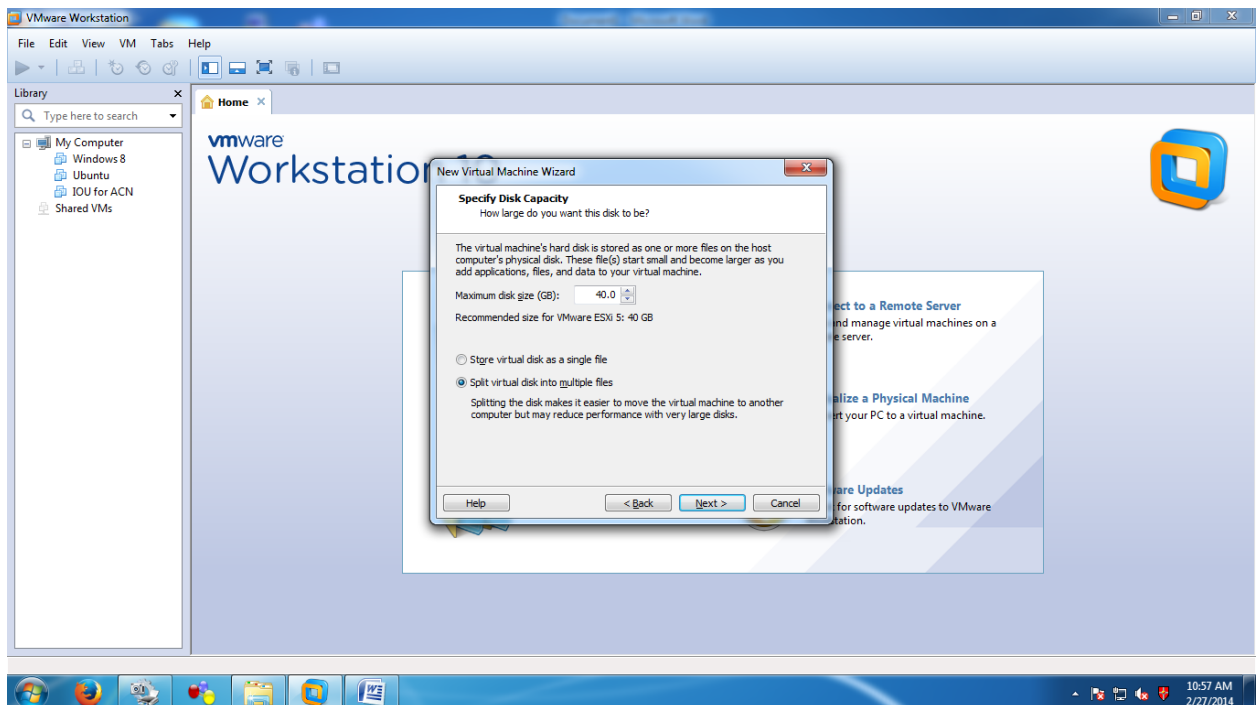 VMware Workstation
File Edit View VM Tabs Help
Library x
Type here to search
Home ×
My Computer
Windows 8
Ubuntu
IOU for ACN
Shared VMs
vmware
Workstation 10
New Virtual Machine Wizard
Specify Disk Capacity
How large do you want this disk to be?
The virtual machine's hard disk is stored as one or more files on the host
computer's physical disk. These file(s) start small and become larger as you
add applications, files, and data to your virtual machine.
Maximum disk size (GB): 40.0
Recommended size for VMware ESXi 5: 40 GB
Store virtual disk as a single file
Split virtual disk into multiple files
Splitting the disk makes it easier to move the virtual machine to another
computer but may reduce performance with very large disks.
Help < Back Next > Cancel
ect to a Remote Server
nd manage virtual machines on a
e server.
alize a Physical Machine
rt your PC to a virtual machine.
are Updates
for software updates to VMware
tation.
10:57 AM
2/27/2014